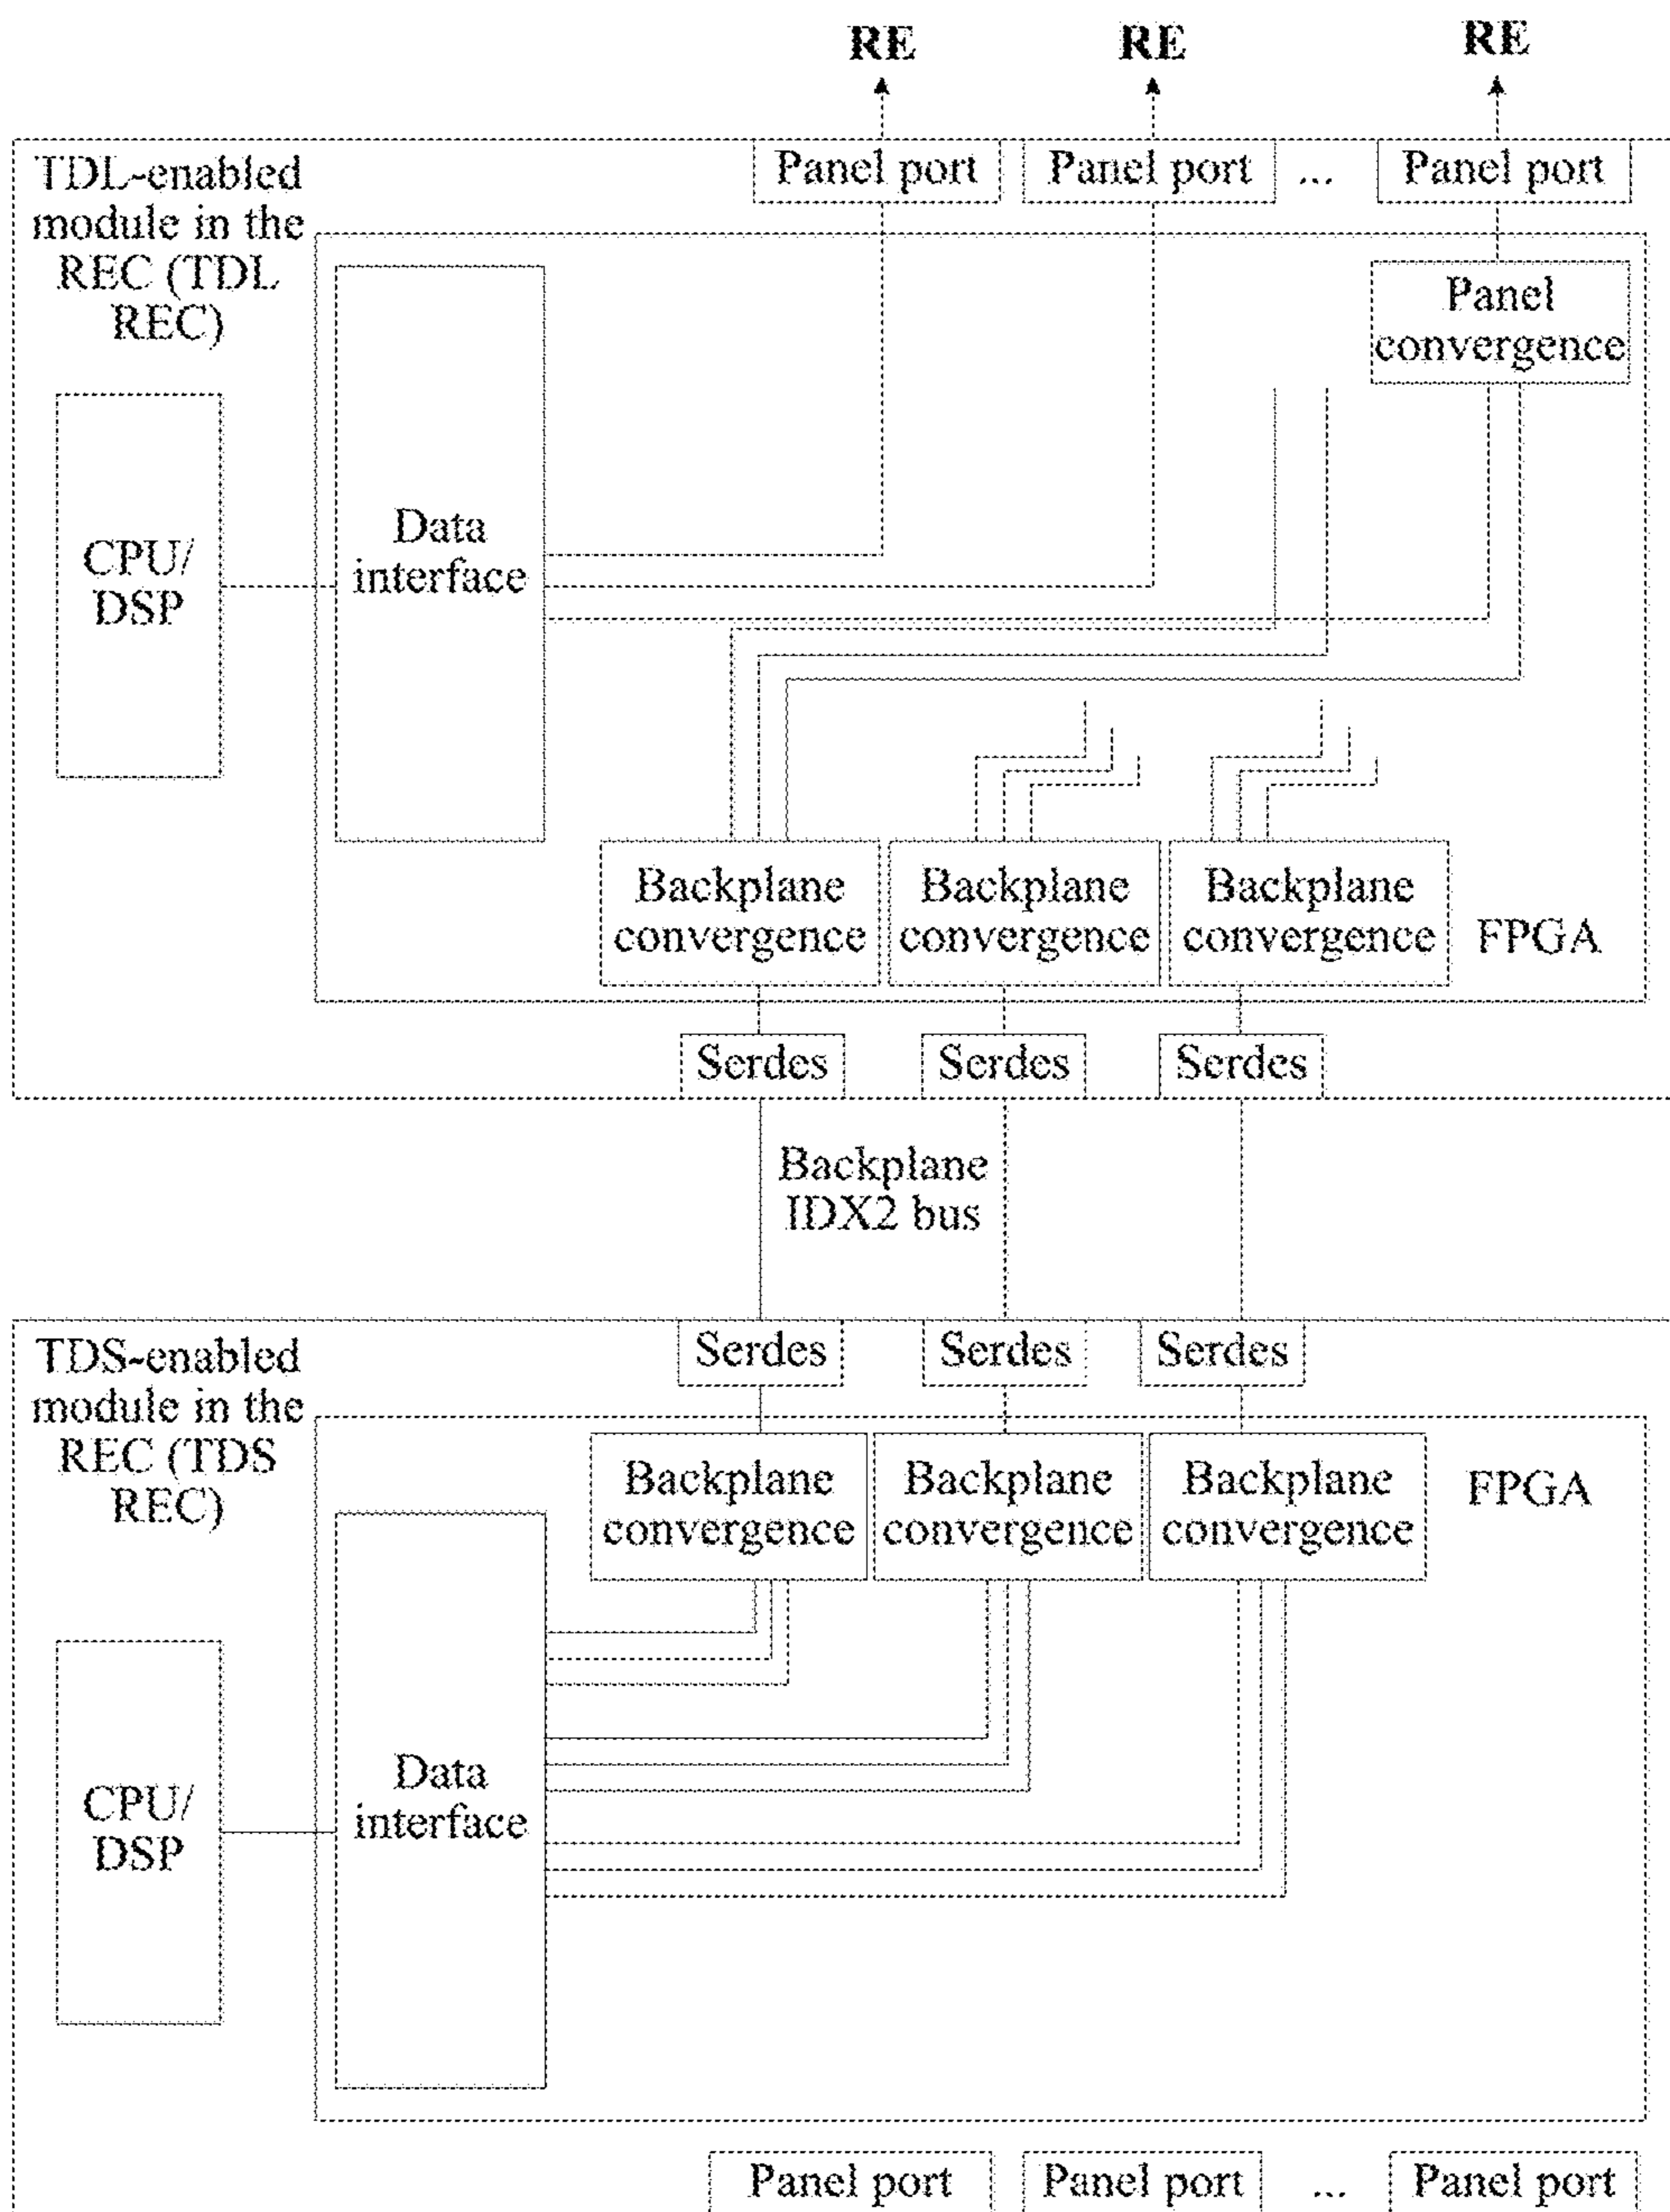 RE RE RE
TDL-enabled
module in the
REC (TDL
REC)
Panel port Panel port ... Panel port
Panel
convergence
CPU/
DSP
Data
interface
Backplane
convergence
Backplane
convergence
Backplane
convergence
FPGA
Serdes Serdes Serdes
Backplane
IDX2 bus
TDS-enabled
module in the
REC (TDS
REC)
Serdes Serdes Serdes
Backplane
convergence
Backplane
convergence
Backplane
convergence
FPGA
CPU/
DSP
Data
interface
Panel port Panel port ... Panel port